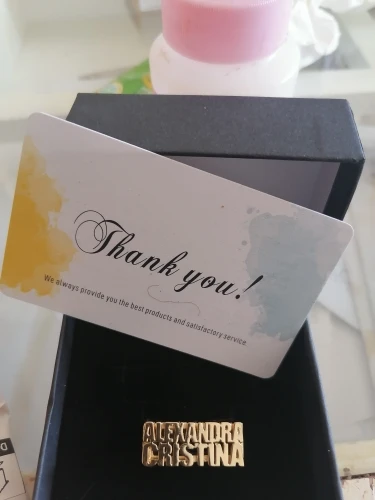 Thank you!
We always provide you the best products and satisfactory service
ALEXANDRA
CRISTINA